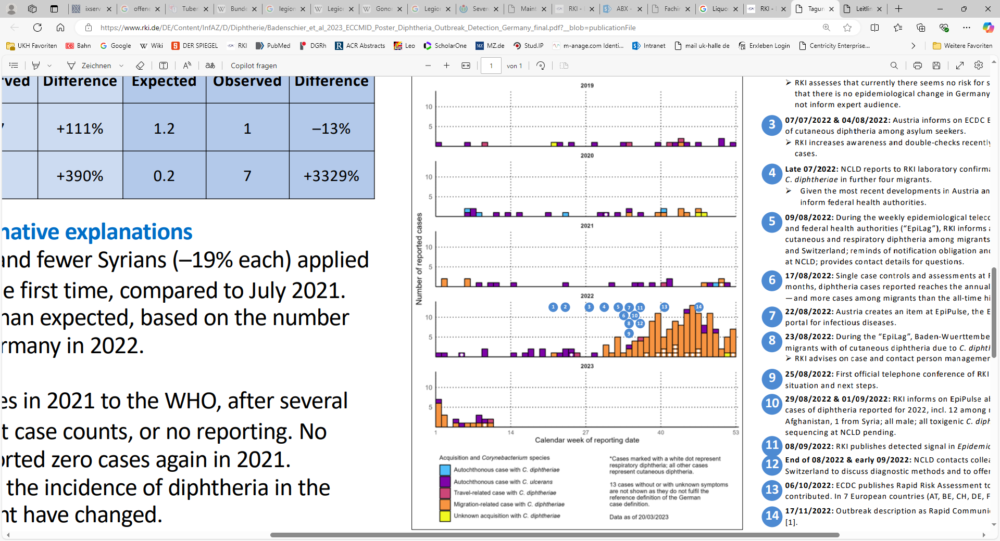 ixserv
offene
Tuber
Bunde
legion
Legio
Gono
Legio
Seven
Maint
RKI -
ABX -
Fachir
Liquo
RKI -
Tagun
Leitlin
https://www.rki.de/DE/Content/InfAZ/D/Diphtherie/Badenschier_et_al_2023_ECCMID_Poster_Diphtheria_Outbreak_Detection_Germany_final.pdf?__blob=publicationFile
UKH Favoriten
Bahn
Google
Wiki
DER SPIEGEL
RKI
PubMed
DGRh
ACR Abstracts
Leo
ScholarOne
MZ.de
Stud.IP
m-anage.com Identi...
Intranet
mail uk-halle de
Erxleben Login
Centricity Enterprise...
Weitere Favoriten
Zeichnen
Copilot fragen
1
von 1
rved Difference Expected Observed Difference
+111% 1.2 1 –13%
+390% 0.2 7 +3329%
native explanations
and fewer Syrians (–19% each) applied
e first time, compared to July 2021.
han expected, based on the number
rmany in 2022.
es in 2021 to the WHO, after several
t case counts, or no reporting. No
orted zero cases again in 2021.
the incidence of diphtheria in the
nt have changed.
Number of reported cases
2019
10
5
2020
10
5
2021
10
5
2022
10
5
1 2 3 4 5 7 11 13 14
6 10
8 12
9
2023
10
5
1 14 27 40 53
Calendar week of reporting date
Acquisition and Corynebacterium species
Autochthonous case with C. diphtheriae
Autochthonous case with C. ulcerans
Travel-related case with C. diphtheriae
Migration-related case with C. diphtheriae
Unknown acquisition with C. diphtheriae
*Cases marked with a white dot represent
respiratory diphtheria; all other cases
represent cutaneous diphtheria.
13 cases without or with unknown symptoms
are not shown as they do not fulfil the
reference definition of the German
case definition.
Data as of 20/03/2023
➢ RKI assesses that currently there seems no risk for s
that there is no epidemiological change in Germany
not inform expert audience.
3 07/07/2022 & 04/08/2022: Austria informs on ECDC E
of cutaneous diphtheria among asylum seekers.
➢ RKI increases awareness and double-checks recently
cases.
4 Late 07/2022: NCLD reports to RKI laboratory confirma
C. diphtheriae in further four migrants.
➢ Given the most recent developments in Austria an
inform federal health authorities.
5 09/08/2022: During the weekly epidemiological telecc
and federal health authorities (“EpiLag”), RKI informs a
cutaneous and respiratory diphtheria among migrants
and Switzerland; reminds of notification obligation and
at NCLD; provides contact details for questions.
6 17/08/2022: Single case controls and assessments at R
months, diphtheria cases reported reaches the annual
—and more cases among migrants than the all-time hi
7 22/08/2022: Austria creates an item at EpiPulse, the E
portal for infectious diseases.
8 23/08/2022: During the “EpiLag”, Baden-Wuerttembe
migrants with of cutaneous diphtheria due to C. diphth
➢ RKI advises on case and contact person managemen
9 25/08/2022: First official telephone conference of RKI
situation and next steps.
10 29/08/2022 & 01/09/2022: RKI informs on EpiPulse al
cases of diphtheria reported for 2022, incl. 12 among r
Afghanistan, 1 from Syria; all male; all toxigenic C. diph
sequencing at NCLD pending.
11 08/09/2022: RKI publishes detected signal in Epidemic
12 End of 08/2022 & early 09/2022: NCLD contacts collea
Switzerland to discuss diagnostic methods and to offer
13 06/10/2022: ECDC publishes Rapid Risk Assessment to
contributed. In 7 European countries (AT, BE, CH, DE, F
14 17/11/2022: Outbreak description as Rapid Communi
[1].